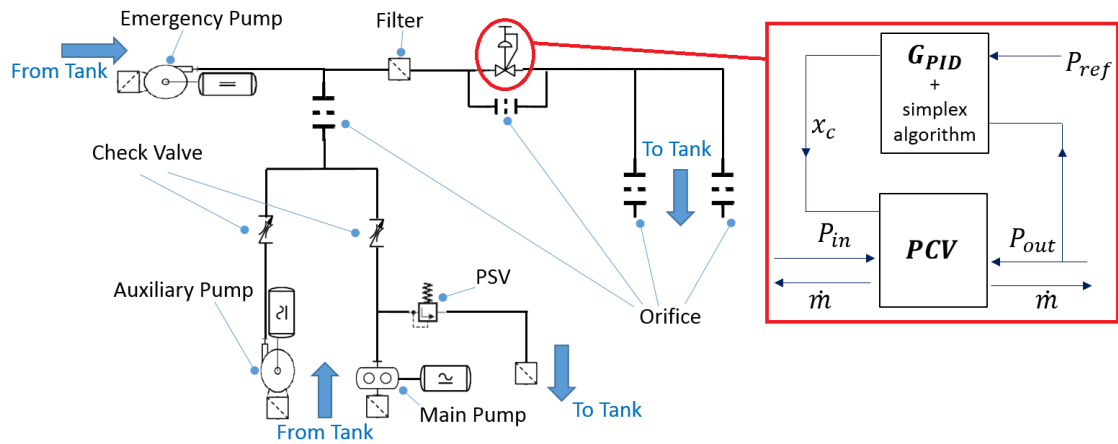 Emergency Pump
Filter
From Tank
Check Valve
To Tank
Auxiliary Pump
PSV
Orifice
From Tank
Main Pump
To Tank
G_PID
+
simplex
algorithm
P_ref
x_c
P_in
PCV
P_out
ṁ
ṁ